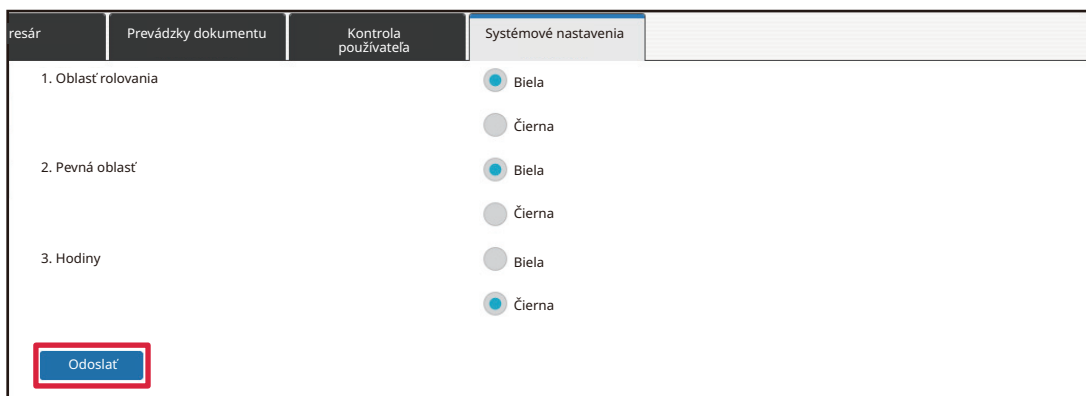 resár
Prevádzky dokumentu
Kontrola
používateľa
Systémové nastavenia
1. Oblasť rolovania
Biela
Čierna
2. Pevná oblasť
Biela
Čierna
3. Hodiny
Biela
Čierna
Odoslať